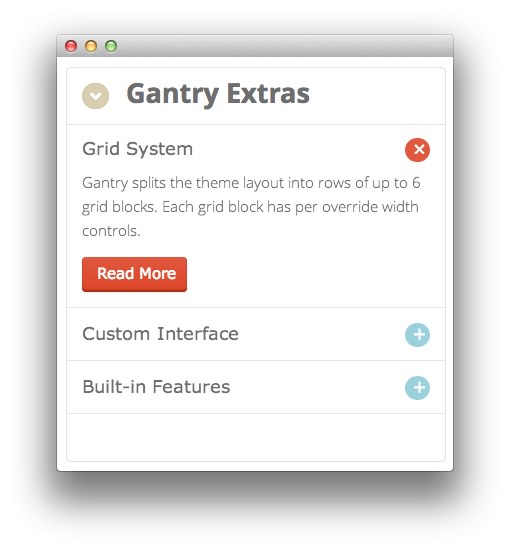 Gantry Extras
Grid System
Gantry splits the theme layout into rows of up to 6
grid blocks. Each grid block has per override width
controls.
Read More
Custom Interface
Built-in Features